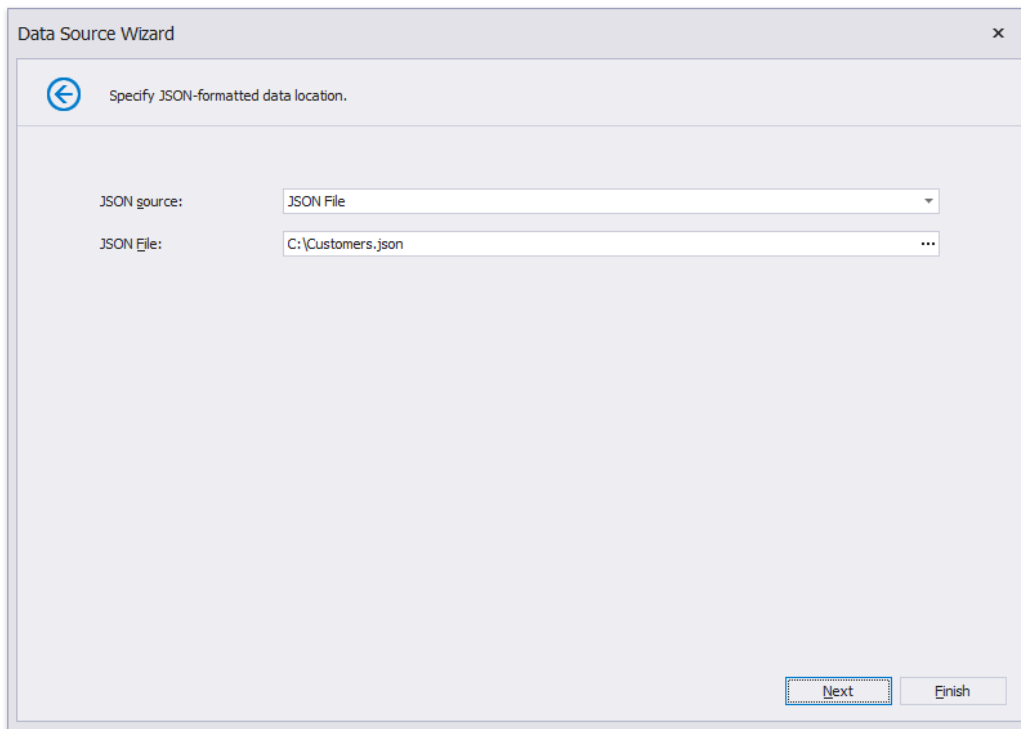 Data Source Wizard
Specify JSON-formatted data location.
JSON source: JSON File
JSON File: C:\Customers.json
Next Finish